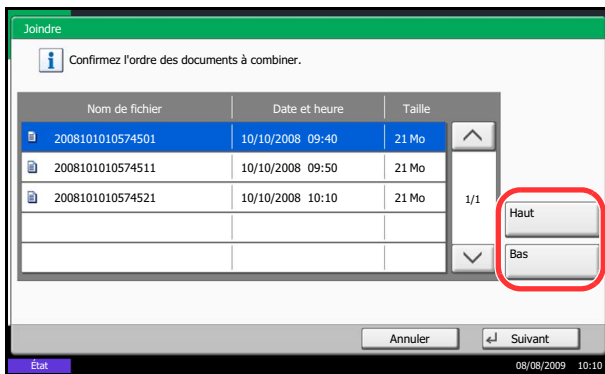 Joindre
Confirmez l'ordre des documents à combiner.
Nom de fichier Date et heure Taille
2008101010574501 10/10/2008 09:40 21 Mo
2008101010574511 10/10/2008 09:50 21 Mo
2008101010574521 10/10/2008 10:10 21 Mo
1/1
Haut
Bas
Annuler Suivant
État 08/08/2009 10:10